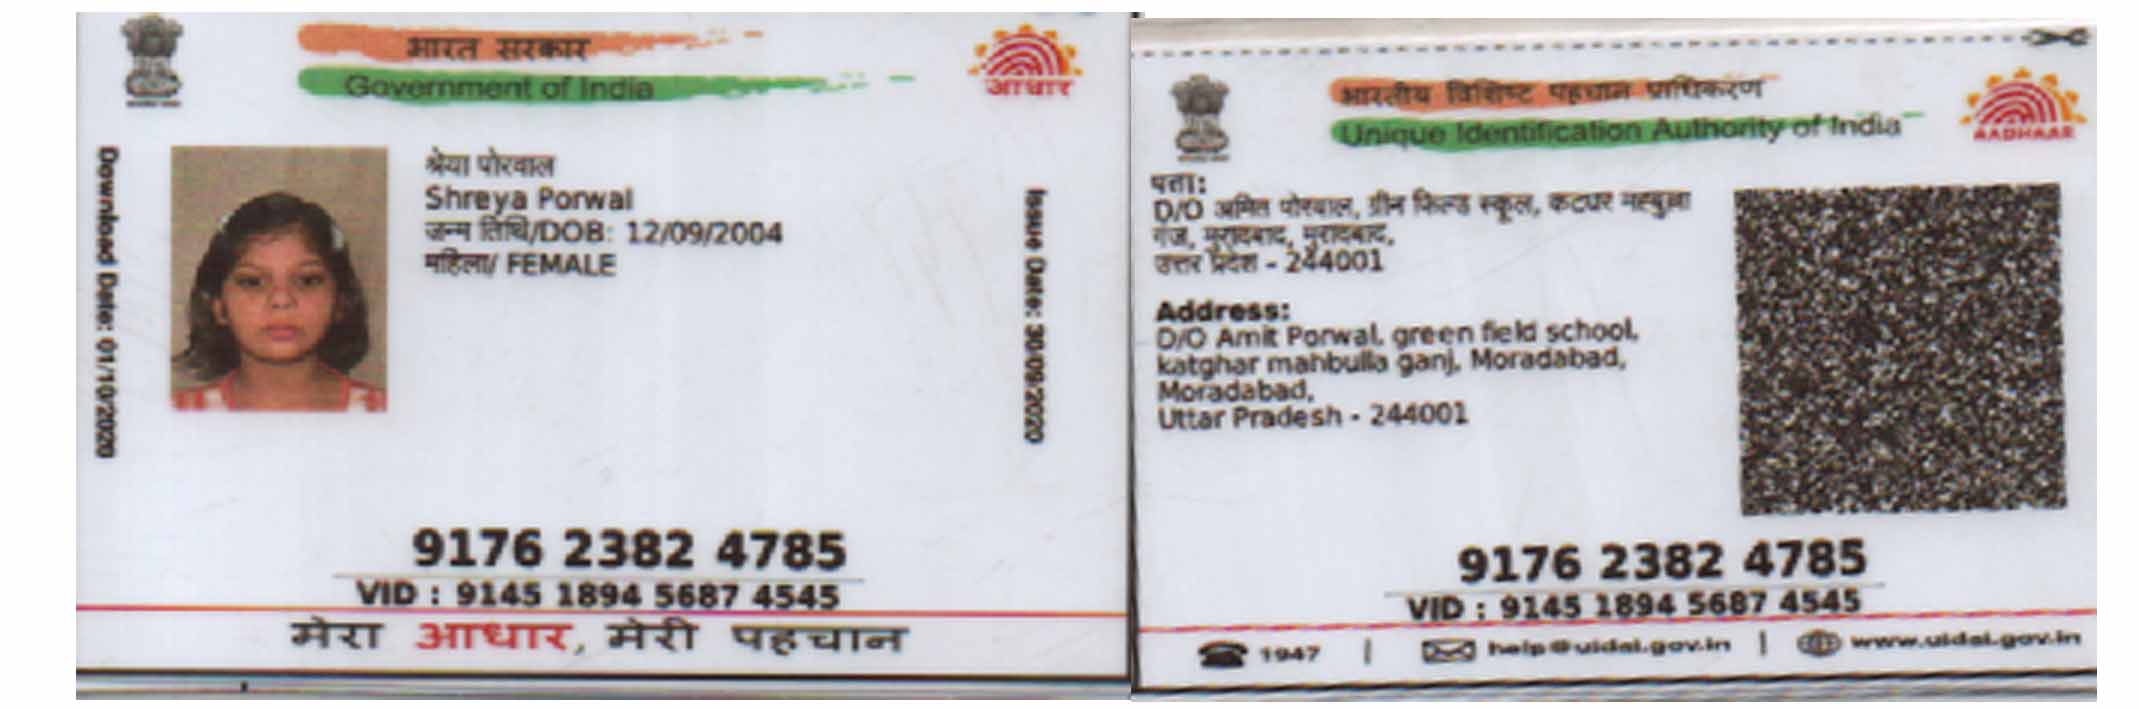 भारत सरकार
Government of India
आधार
Download Date: 01/10/2020
श्रेया पोरवाल
Shreya Porwal
जन्म तिथि/DOB: 12/09/2004
महिला/ FEMALE
Issue Date: 30/09/2020
9176 2382 4785
VID : 9145 1894 5687 4545
मेरा आधार, मेरी पहचान
भारतीय विशिष्ट पहचान प्राधिकरण
Unique Identification Authority of India
AADHAAR
पता:
D/O अमित पोरवाल, ग्रीन फिल्ड स्कूल, कटघर महबुल्ला
गंज, मुरादाबाद, मुरादाबाद,
उत्तर प्रदेश - 244001
Address:
D/O Amit Porwal, green field school,
katghar mahbulla ganj, Moradabad,
Moradabad,
Uttar Pradesh - 244001
9176 2382 4785
VID : 9145 1894 5687 4545
1947 | help@uidai.gov.in | www.uidai.gov.in